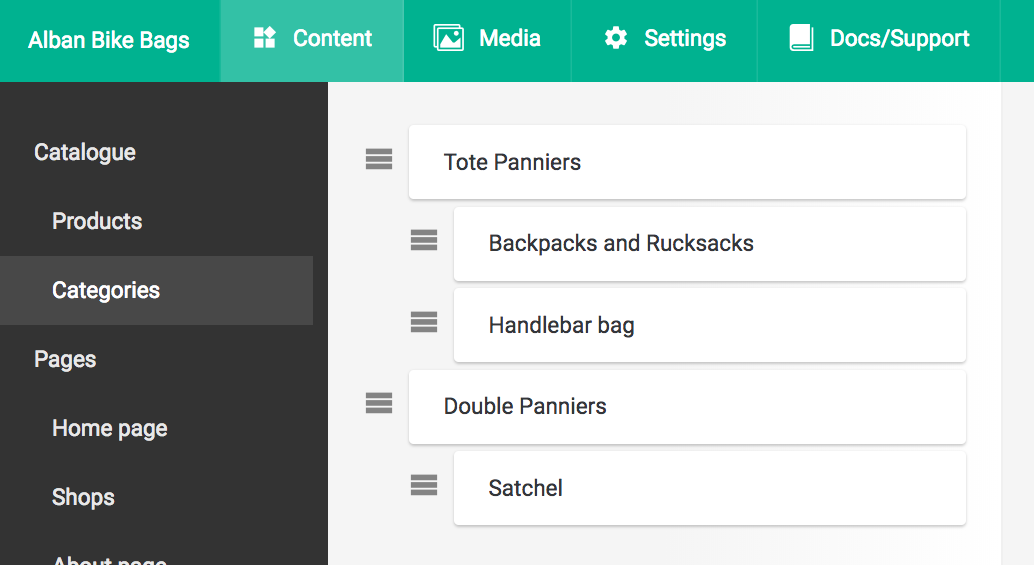 Alban Bike Bags
Content
Media
Settings
Docs/Support
Catalogue
Products
Categories
Pages
Home page
Shops
About page
Tote Panniers
Backpacks and Rucksacks
Handlebar bag
Double Panniers
Satchel